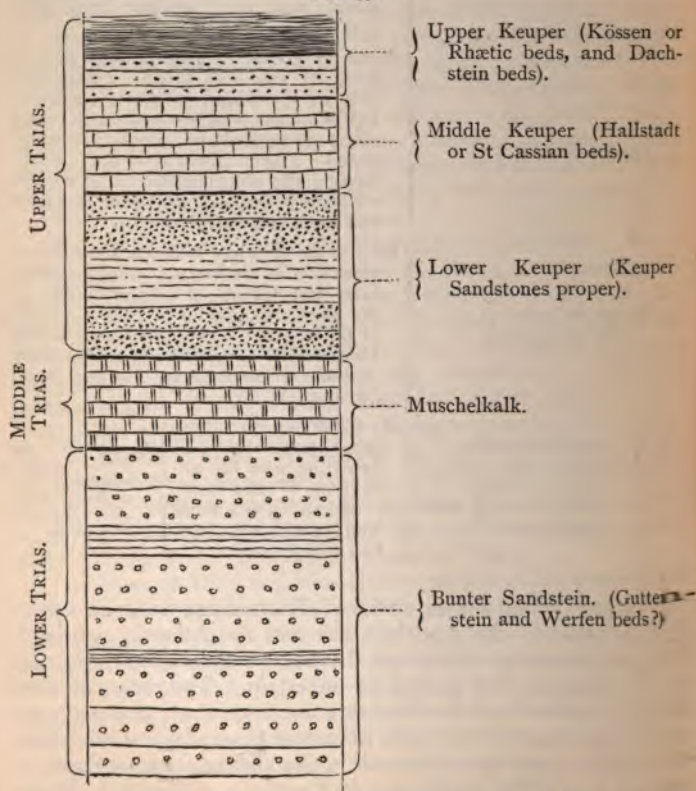 Upper Keuper (Kössen or
Rhætic beds, and Dach-
stein beds).
UPPER TRIAS.
Middle Keuper (Hallstadt
or St Cassian beds).
Lower Keuper (Keuper
Sandstones proper).
MIDDLE
TRIAS.
Muschelkalk.
LOWER TRIAS.
Bunter Sandstein. (Gutten-
stein and Werfen beds?)